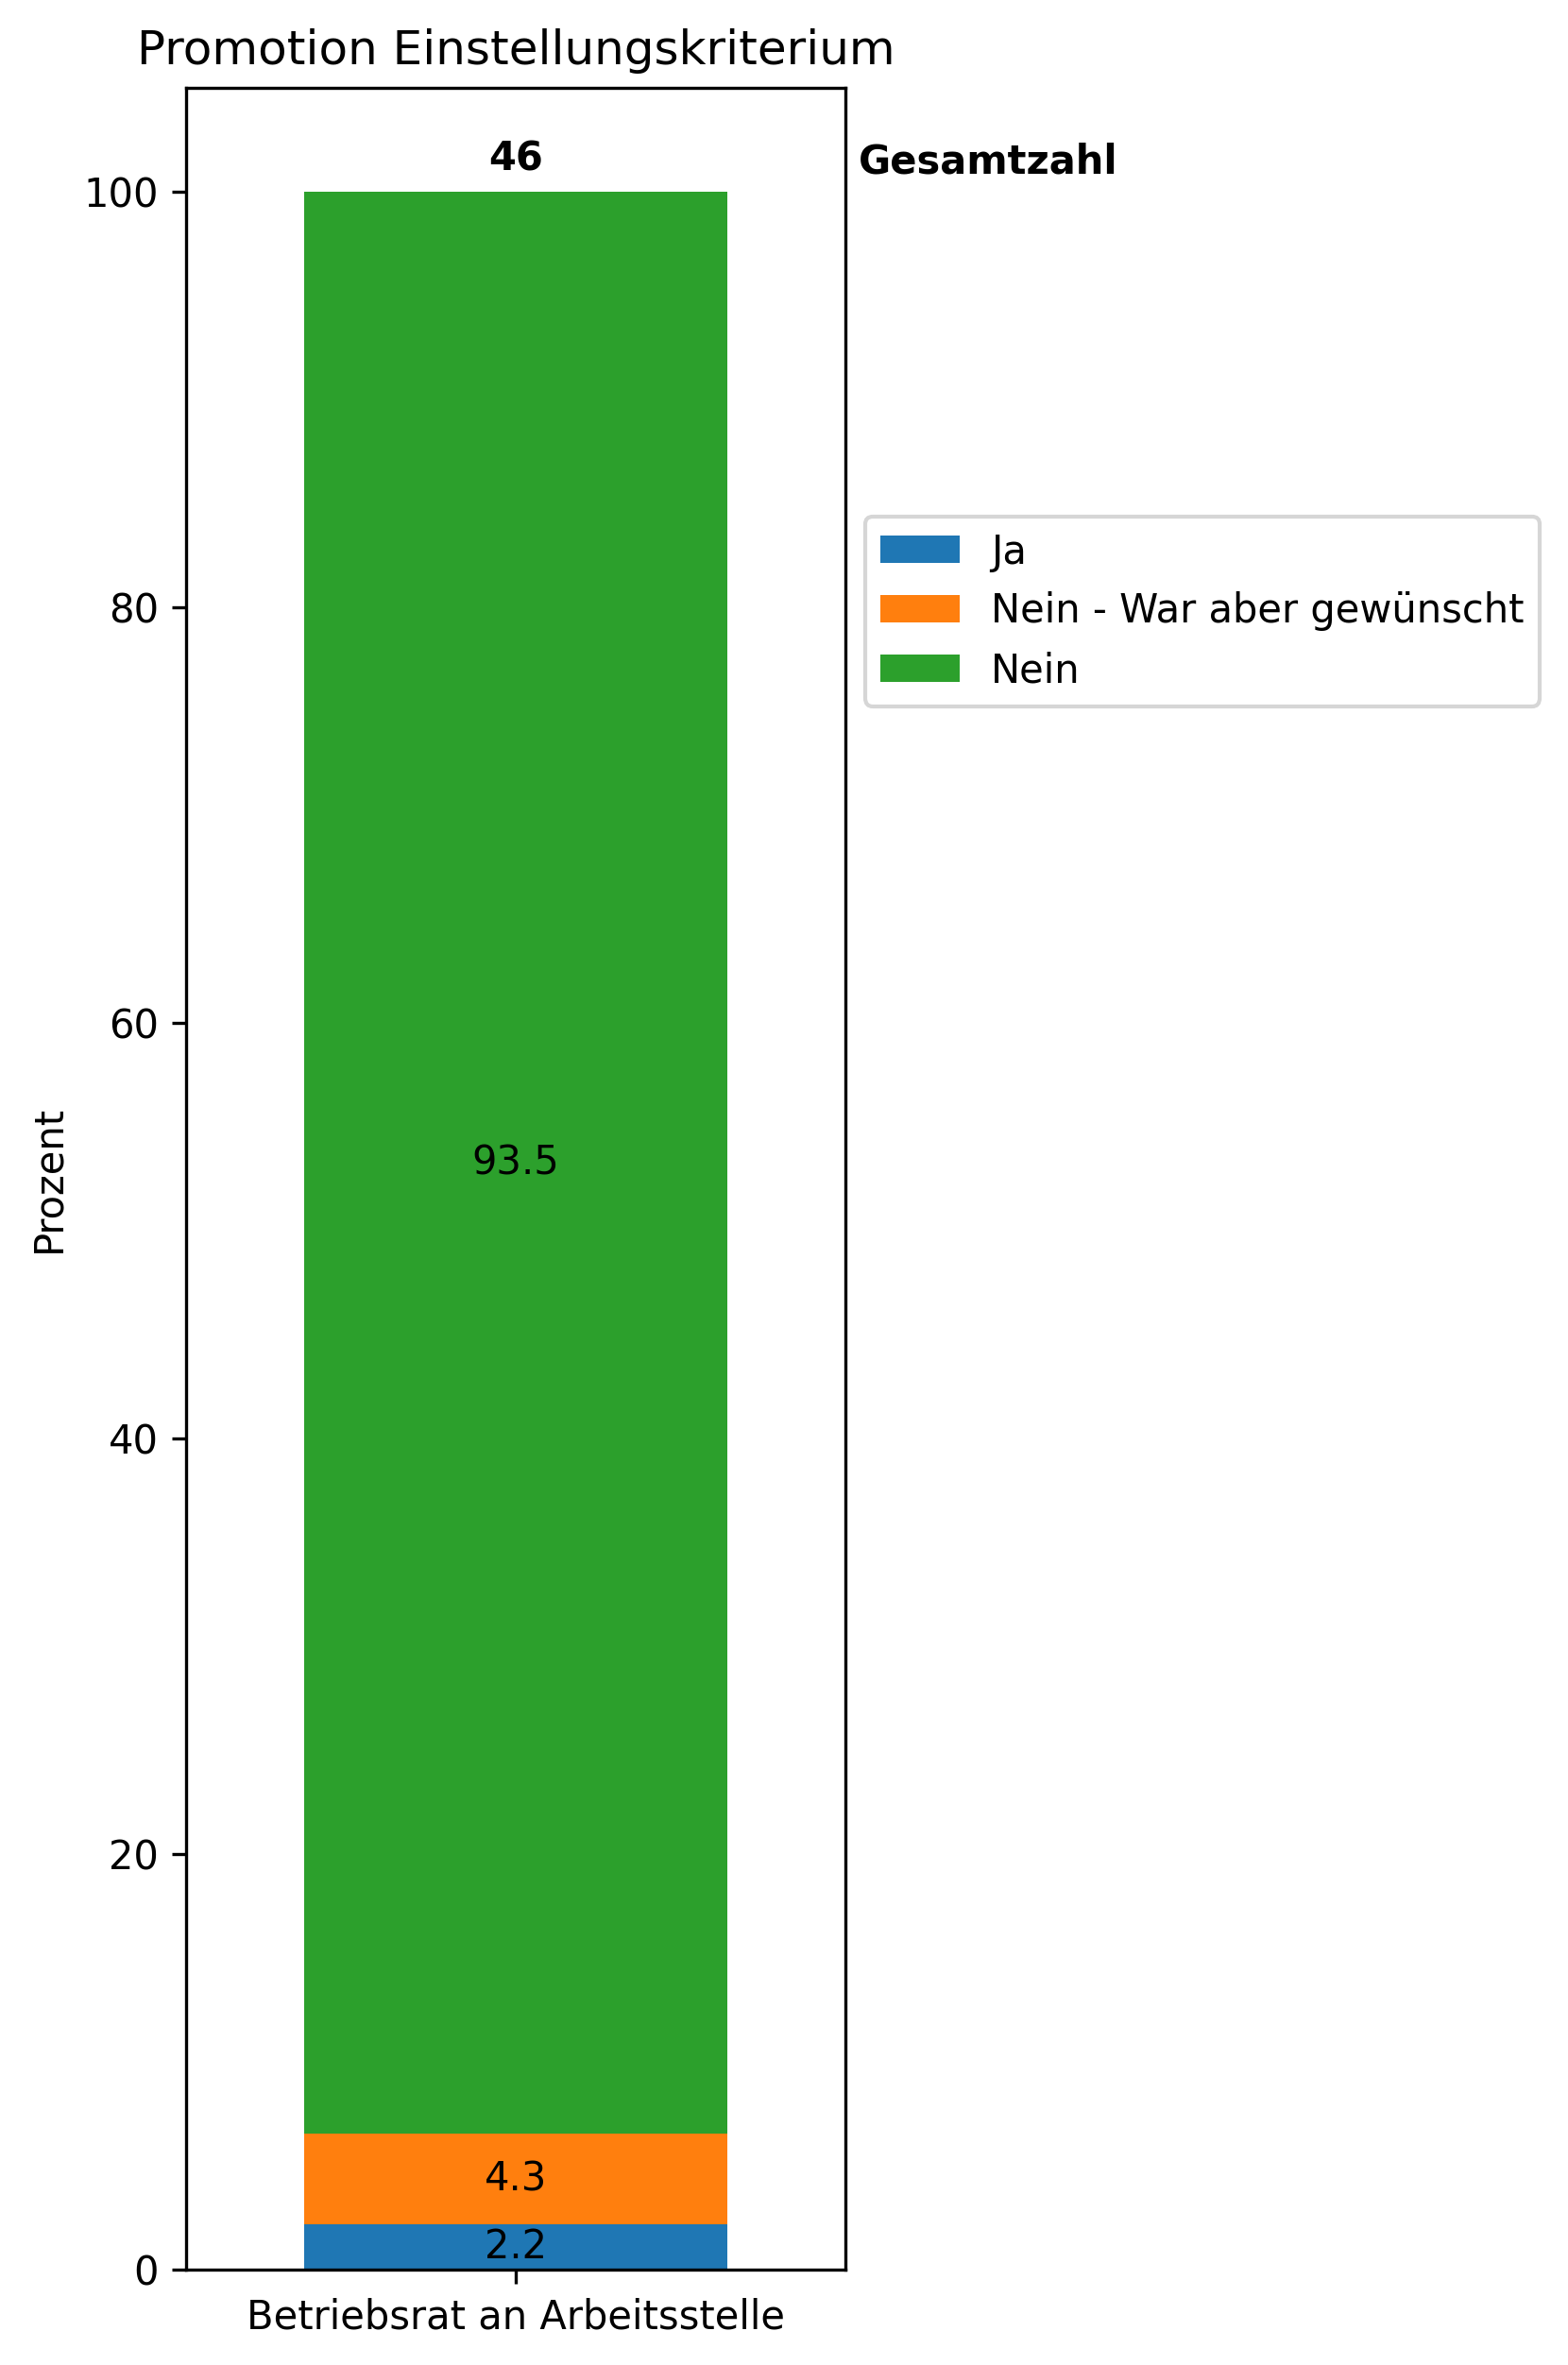 Promotion Einstellungskriterium
46
Gesamtzahl
100
80
60
40
20
0
Prozent
Ja
Nein - War aber gewünscht
Nein
93.5
4.3
2.2
Betriebsrat an Arbeitsstelle